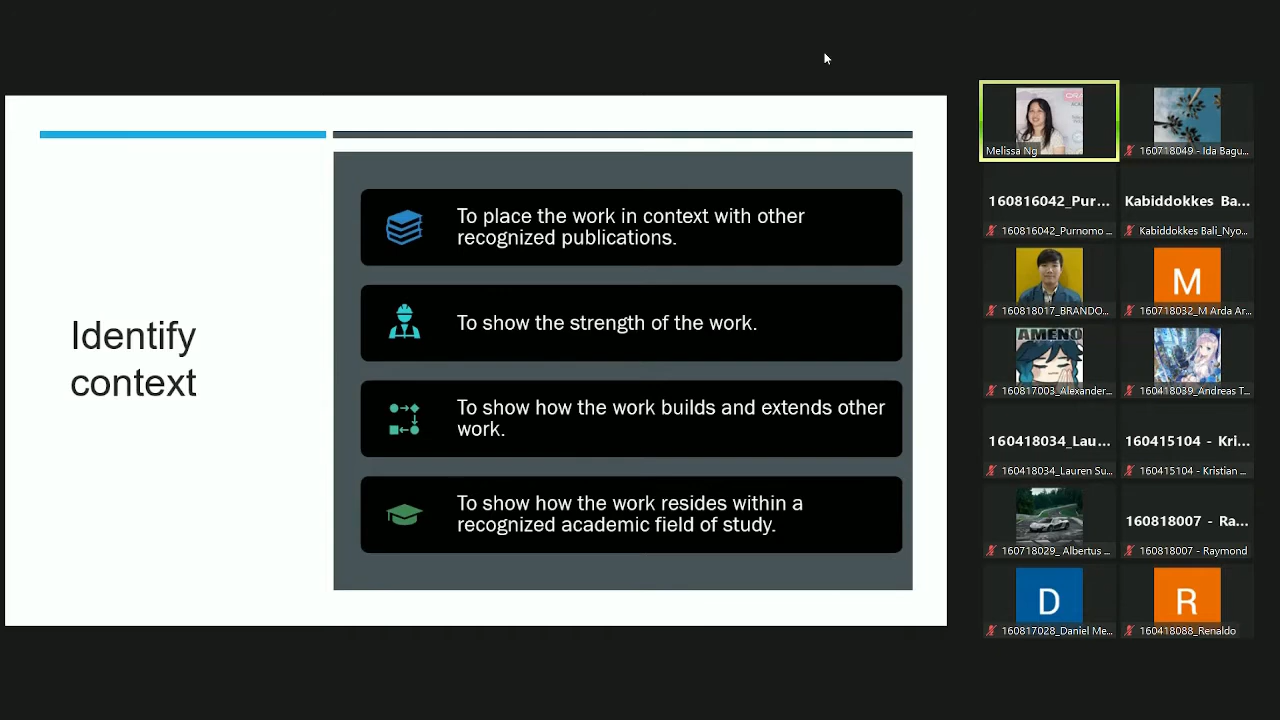 Identify
context
To place the work in context with other
recognized publications.
To show the strength of the work.
To show how the work builds and extends other
work.
To show how the work resides within a
recognized academic field of study.
Melissa Ng
160718049 - Ida Bagu...
160816042_Pur...
160816042_Purnomo ...
Kabiddokkes Ba...
Kabiddokkes Bali_Nyo...
160818017_BRANDO...
M
160718032_M Arda Ar...
AMENO
160817003_Alexander...
160418039_Andreas T...
160418034_Lau...
160418034_Lauren Su...
160415104 - Kri...
160415104 - Kristian ...
160718029_ Albertus ...
160818007 - Ra...
160818007 - Raymond
D
160817028_Daniel Me...
R
160418088_Renaldo